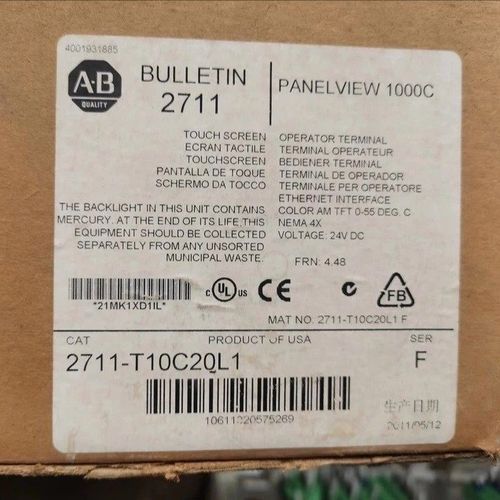 4001931885
A-B
QUALITY
BULLETIN
2711
PANELVIEW 1000C
TOUCH SCREEN
ECRAN TACTILE
TOUCHSCREEN
PANTALLA DE TOQUE
SCHERMO DA TOCCO
OPERATOR TERMINAL
TERMINAL OPERATEUR
BEDIENER TERMINAL
TERMINAL DE OPERADOR
TERMINALE PER OPERATORE
ETHERNET INTERFACE
COLOR AM TFT 0-55 DEG. C
NEMA 4X
VOLTAGE: 24V DC
THE BACKLIGHT IN THIS UNIT CONTAINS
MERCURY. AT THE END OF ITS LIFE,THIS
EQUIPMENT SHOULD BE COLLECTED
SEPARATELY FROM ANY UNSORTED
MUNICIPAL WASTE.
FRN: 4.48
*21MK1XD1IL*
C UL US
CE
FB
MAT NO. 2711-T10C20L1 F
CAT
PRODUCT OF USA
SER
2711-T10C20L1
F
10611320575269
生产日期
2011/05/12